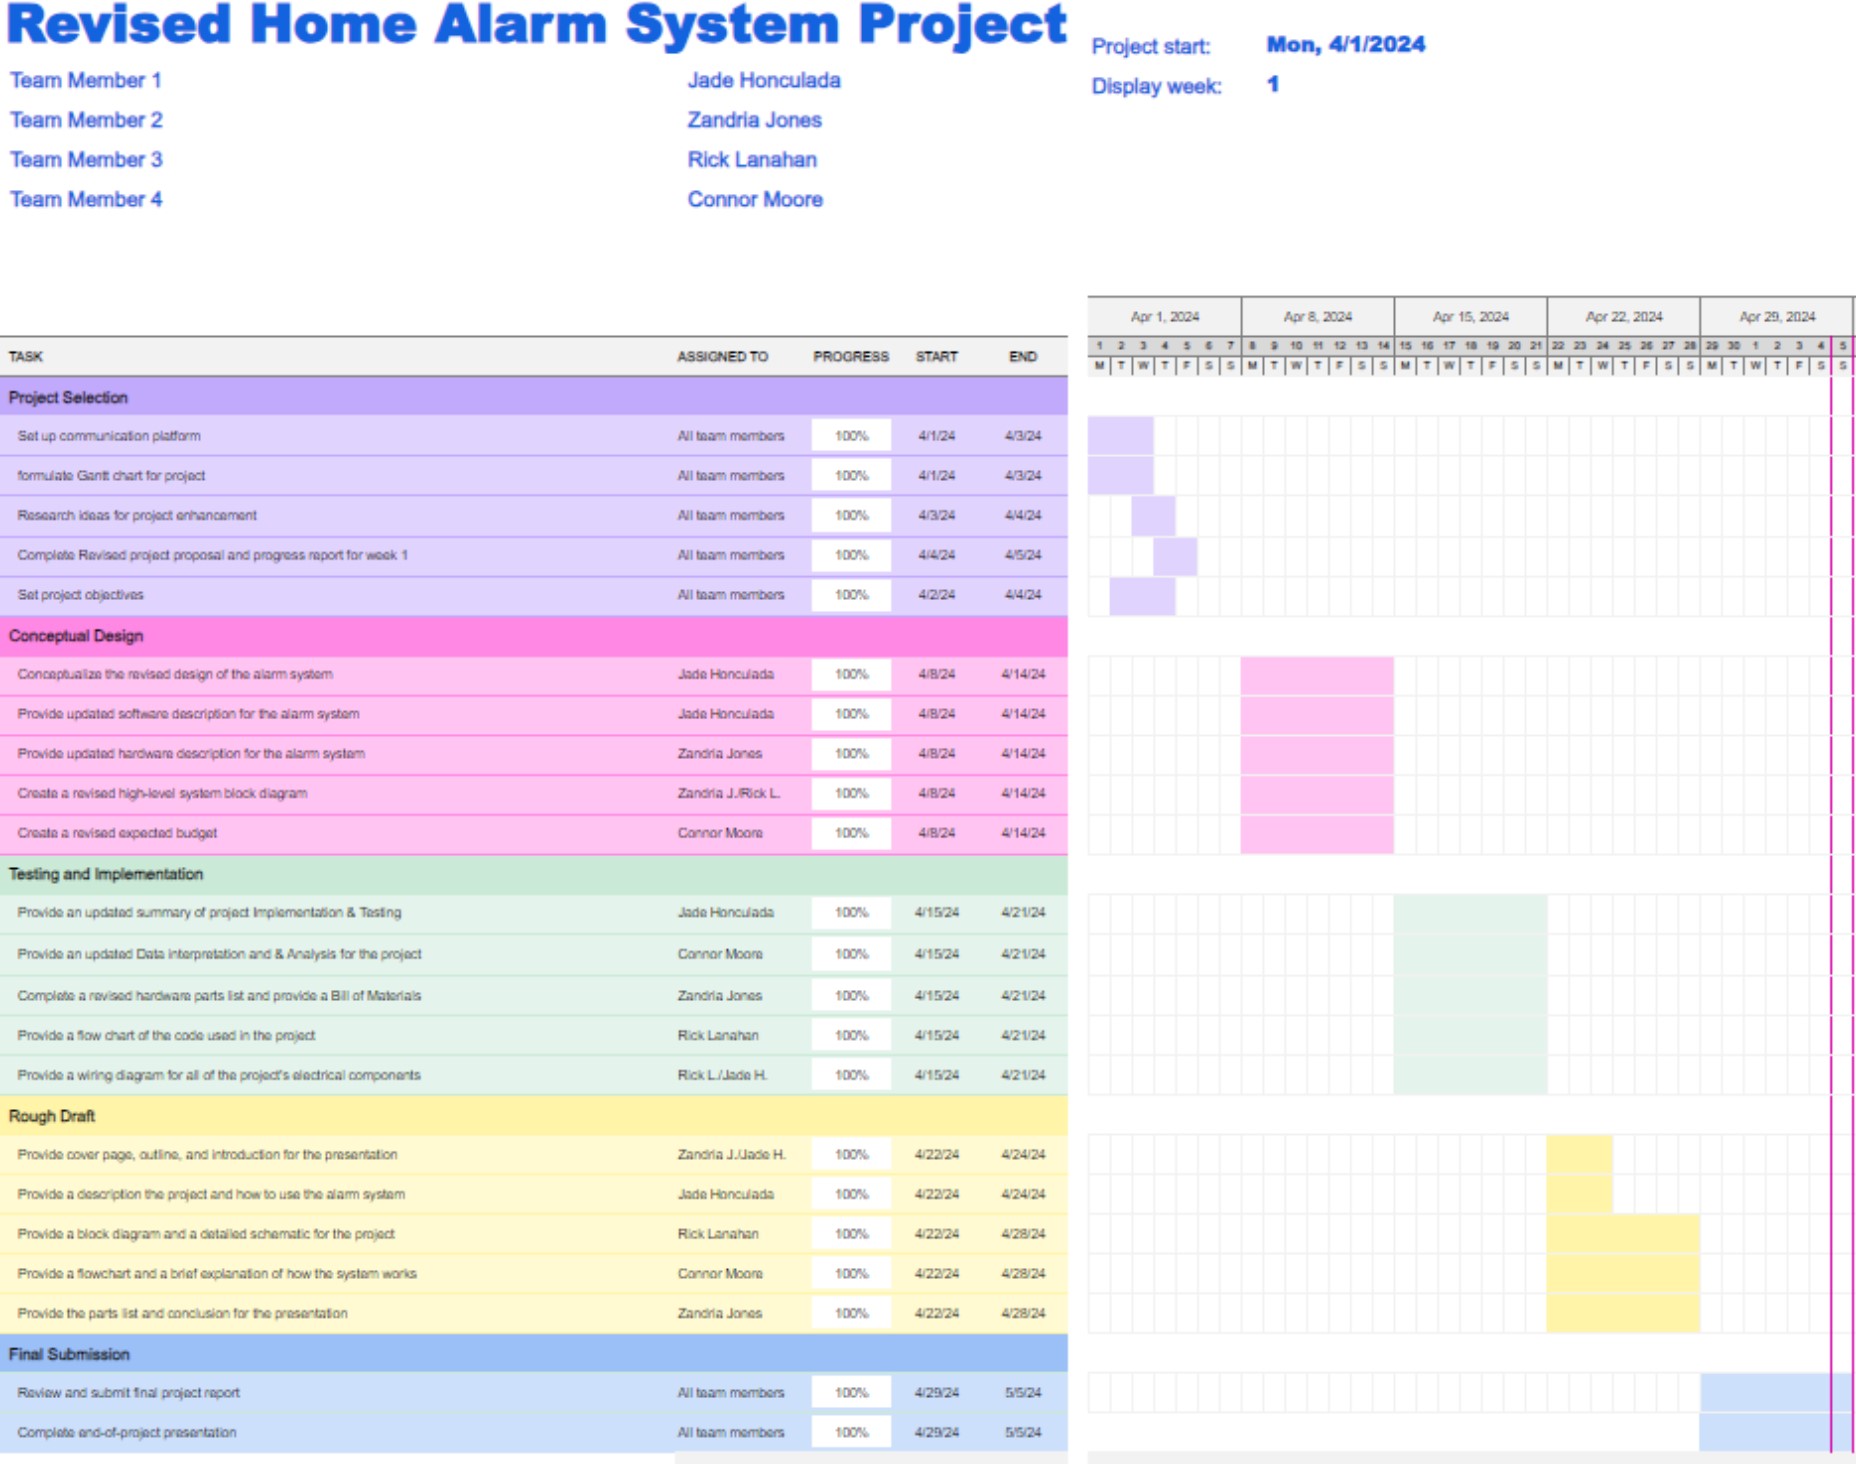 Revised Home Alarm System Project
Project start: Mon, 4/1/2024
Display week: 1
Team Member 1 Jade Honculada
Team Member 2 Zandria Jones
Team Member 3 Rick Lanahan
Team Member 4 Connor Moore
Apr 1, 2024 Apr 8, 2024 Apr 15, 2024 Apr 22, 2024 Apr 29, 2024
1 2 3 4 5 6 7 8 9 10 11 12 13 14 15 16 17 18 19 20 21 22 23 24 25 26 27 28 29 30 1 2 3 4 5
TASK ASSIGNED TO PROGRESS START END
M T W T F S S M T W T F S S M T W T F S S M T W T F S S M T W T F S S
Project Selection
Set up communication platform All team members 100% 4/1/24 4/3/24
formulate Gantt chart for project All team members 100% 4/1/24 4/3/24
Research ideas for project enhancement All team members 100% 4/3/24 4/4/24
Complete Revised project proposal and progress report for week 1 All team members 100% 4/4/24 4/5/24
Set project objectives All team members 100% 4/2/24 4/4/24
Conceptual Design
Conceptualize the revised design of the alarm system Jade Honculada 100% 4/8/24 4/14/24
Provide updated software description for the alarm system Jade Honculada 100% 4/8/24 4/14/24
Provide updated hardware description for the alarm system Zandria Jones 100% 4/8/24 4/14/24
Create a revised high-level system block diagram Zandria J./Rick L. 100% 4/8/24 4/14/24
Create a revised expected budget Connor Moore 100% 4/8/24 4/14/24
Testing and Implementation
Provide an updated summary of project Implementation & Testing Jade Honculada 100% 4/15/24 4/21/24
Provide an updated Data interpretation and & Analysis for the project Connor Moore 100% 4/15/24 4/21/24
Complete a revised hardware parts list and provide a Bill of Materials Zandria Jones 100% 4/15/24 4/21/24
Provide a flow chart of the code used in the project Rick Lanahan 100% 4/15/24 4/21/24
Provide a wiring diagram for all of the project's electrical components Rick L./Jade H. 100% 4/15/24 4/21/24
Rough Draft
Provide cover page, outline, and introduction for the presentation Zandria J./Jade H. 100% 4/22/24 4/24/24
Provide a description the project and how to use the alarm system Jade Honculada 100% 4/22/24 4/24/24
Provide a block diagram and a detailed schematic for the project Rick Lanahan 100% 4/22/24 4/28/24
Provide a flowchart and a brief explanation of how the system works Connor Moore 100% 4/22/24 4/28/24
Provide the parts list and conclusion for the presentation Zandria Jones 100% 4/22/24 4/28/24
Final Submission
Review and submit final project report All team members 100% 4/29/24 5/5/24
Complete end-of-project presentation All team members 100% 4/29/24 5/5/24